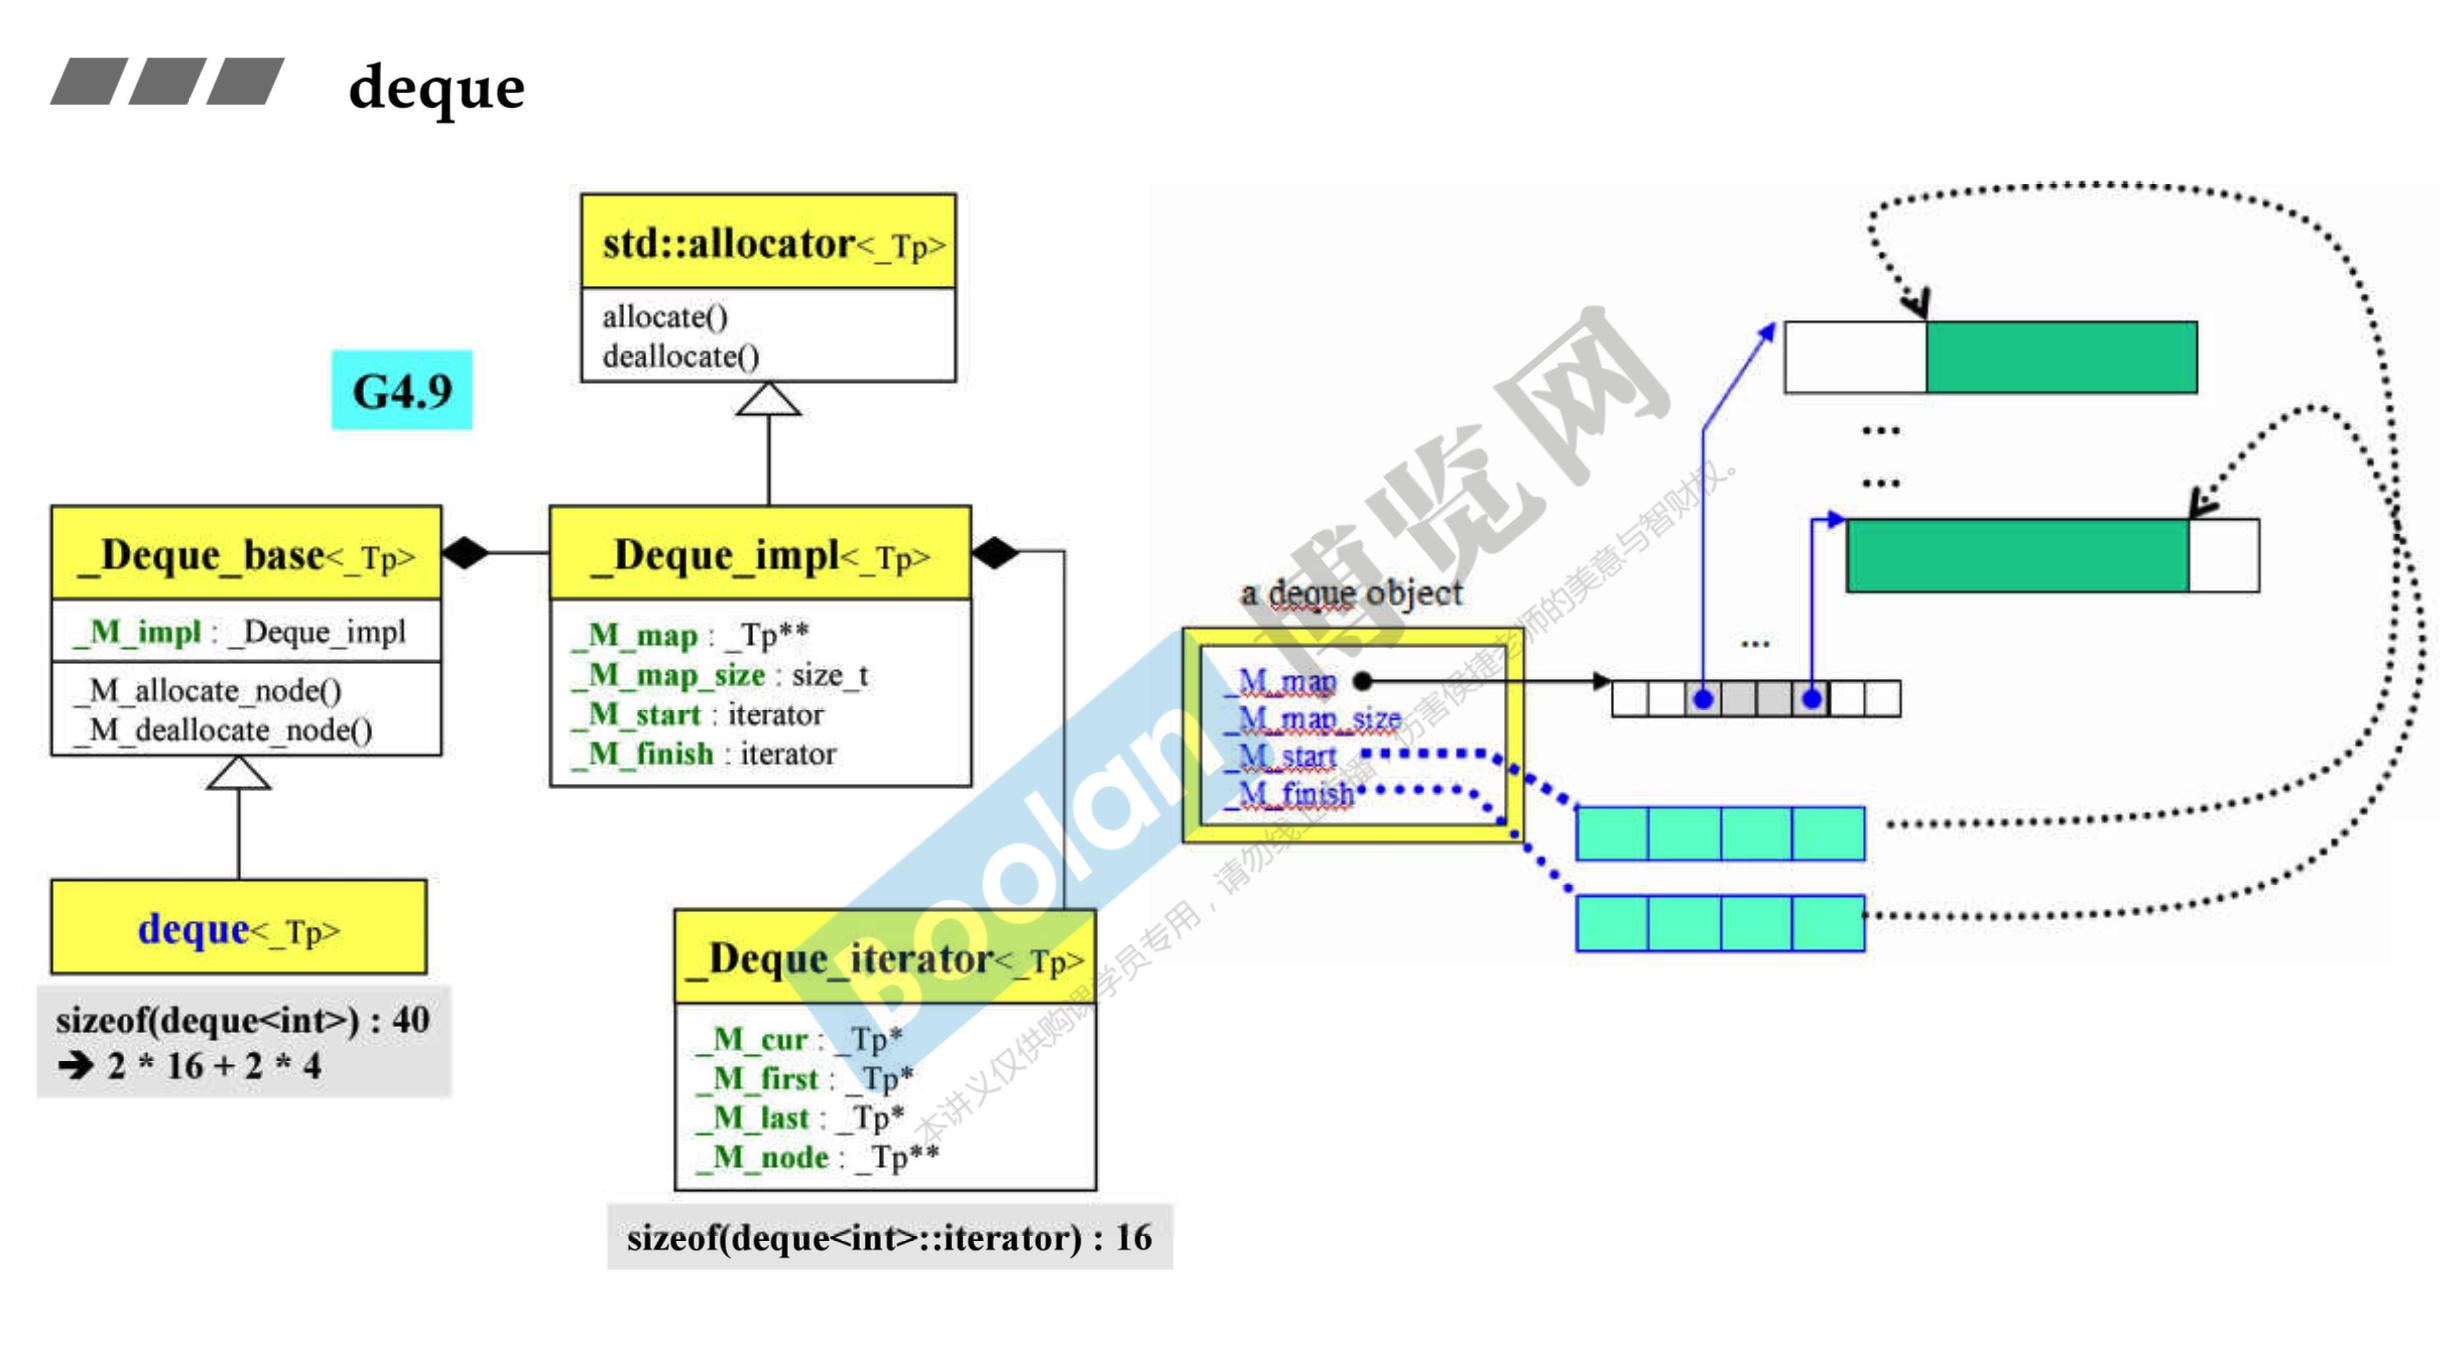 deque
std::allocator<_Tp>
allocate()
deallocate()
G4.9
_Deque_base<_Tp>
_M_impl : _Deque_impl
_M_allocate_node()
_M_deallocate_node()
_Deque_impl<_Tp>
_M_map : _Tp**
_M_map_size : size_t
_M_start : iterator
_M_finish : iterator
deque<_Tp>
sizeof(deque<int>) : 40
➔ 2 * 16 + 2 * 4
_Deque_iterator<_Tp>
_M_cur : _Tp*
_M_first : _Tp*
_M_last : _Tp*
_M_node : _Tp**
sizeof(deque<int>::iterator) : 16
a deque object
_M_map
_M_map_size
_M_start
_M_finish
...
...
...
Boolan
博览网
本讲义仅供购课学员专用，请勿线上传播，伤害侯捷老师的美意与智财权。